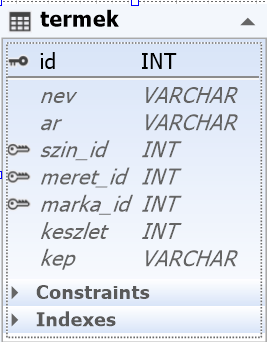 termek
id INT
nev VARCHAR
ar VARCHAR
szin_id INT
meret_id INT
marka_id INT
keszlet INT
kep VARCHAR
Constraints
Indexes